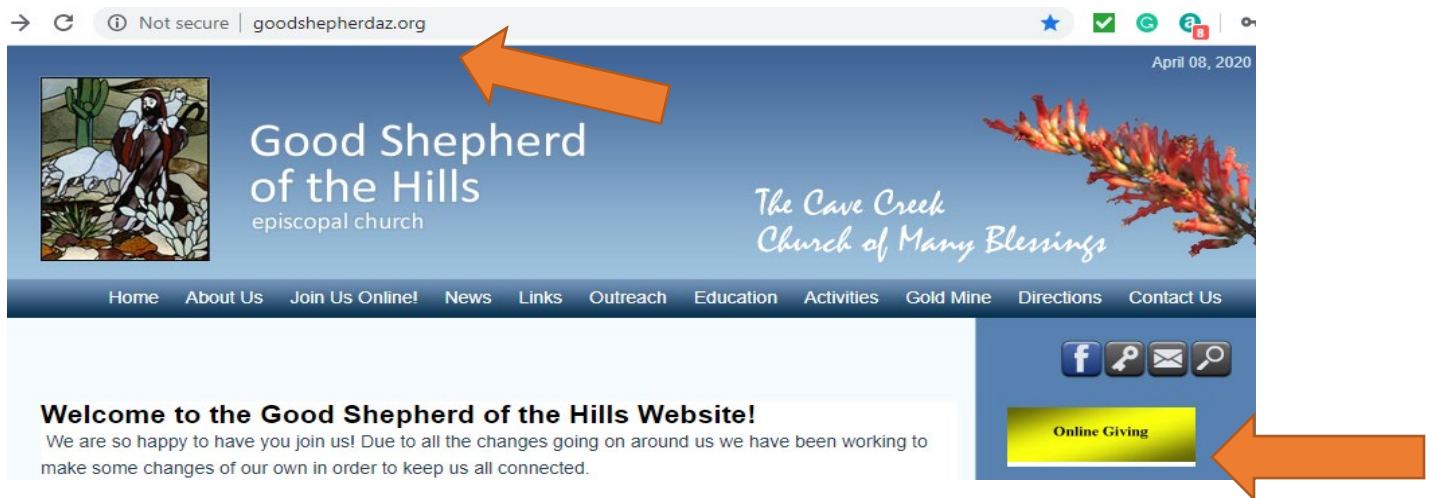 Not secure | goodshepherdaz.org
8
April 08, 2020
Good Shepherd
of the Hills
episcopal church
The Cave Creek
Church of Many Blessings
Home About Us Join Us Online! News Links Outreach Education Activities Gold Mine Directions Contact Us
Welcome to the Good Shepherd of the Hills Website!
We are so happy to have you join us! Due to all the changes going on around us we have been working to
make some changes of our own in order to keep us all connected.
Online Giving